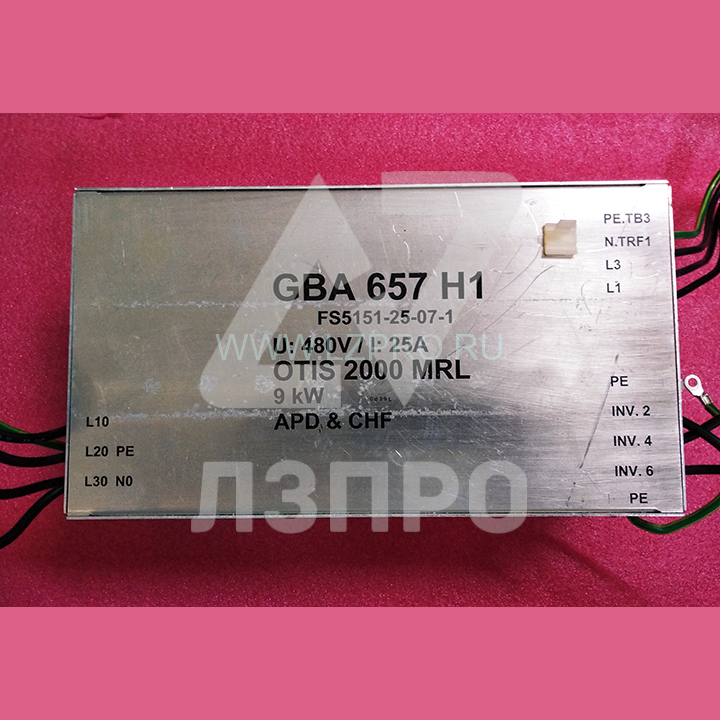 PE.TB3
N.TRF1
L3
L1
GBA 657 H1
FS5151-25-07-1
U: 480V / I: 25A
WWW.LZPRO.RU
OTIS 2000 MRL
9 kW
APD & CHF
L10
L20 PE
L30 N0
PE
INV. 2
INV. 4
INV. 6
PE
ЛЗПРО